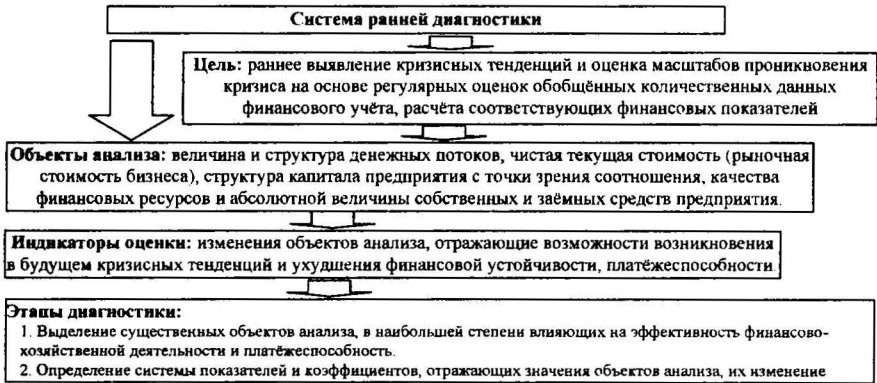 Система ранней диагностики
Цель: раннее выявление кризисных тенденций и оценка масштабов проникновения
кризиса на основе регулярных оценок обобщённых количественных данных
финансового учёта, расчёта соответствующих финансовых показателей
Объекты анализа: величина и структура денежных потоков, чистая текущая стоимость (рыночная
стоимость бизнеса), структура капитала предприятия с точки зрения соотношения, качества
финансовых ресурсов и абсолютной величины собственных и заёмных средств предприятия.
Индикаторы оценки: изменения объектов анализа, отражающие возможности возникновения
в будущем кризисных тенденций и ухудшения финансовой устойчивости, платёжеспособности.
Этапы диагностики:
1. Выделение существенных объектов анализа, в наибольшей степени влияющих на эффективность финансово-
хозяйственной деятельности и платёжеспособность.
2. Определение системы показателей и коэффициентов, отражающих значения объектов анализа, их изменение